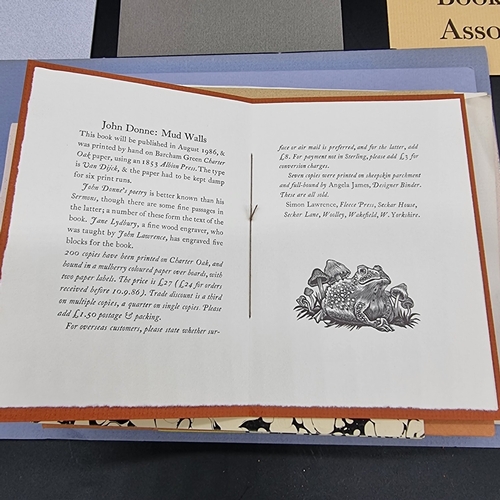 Book
Asso
John Donne: Mud Walls
This book will be published in August 1986, &
was printed by hand on Barcham Green Charter
Oak paper, using an 1853 Albion Press. The type
is Van Dijck, & the paper had to be kept damp
for six print runs.
John Donne's poetry is better known than his
Sermons, though there are some fine passages in
the latter; a number of these form the text of the
book. Jane Lydbury, a fine wood engraver, who
was taught by John Lawrence, has engraved five
blocks for the book.
200 copies have been printed on Charter Oak, and
bound in a mulberry coloured paper over boards, with
two paper labels. The price is £27 (£24 for orders
received before 10.9.86). Trade discount is a third
on multiple copies, a quarter on single copies. Please
add £1.50 postage & packing.
For overseas customers, please state whether sur-
face or air mail is preferred, and for the latter, add
£8. For payment not in Sterling, please add £3 for
conversion charges.
Seven copies were printed on sheepskin parchment
and full-bound by Angela James, Designer Binder.
These are all sold.
Simon Lawrence, Fleece Press, Seckar House,
Seckar Lane, Woolley, Wakefield, W. Yorkshire.